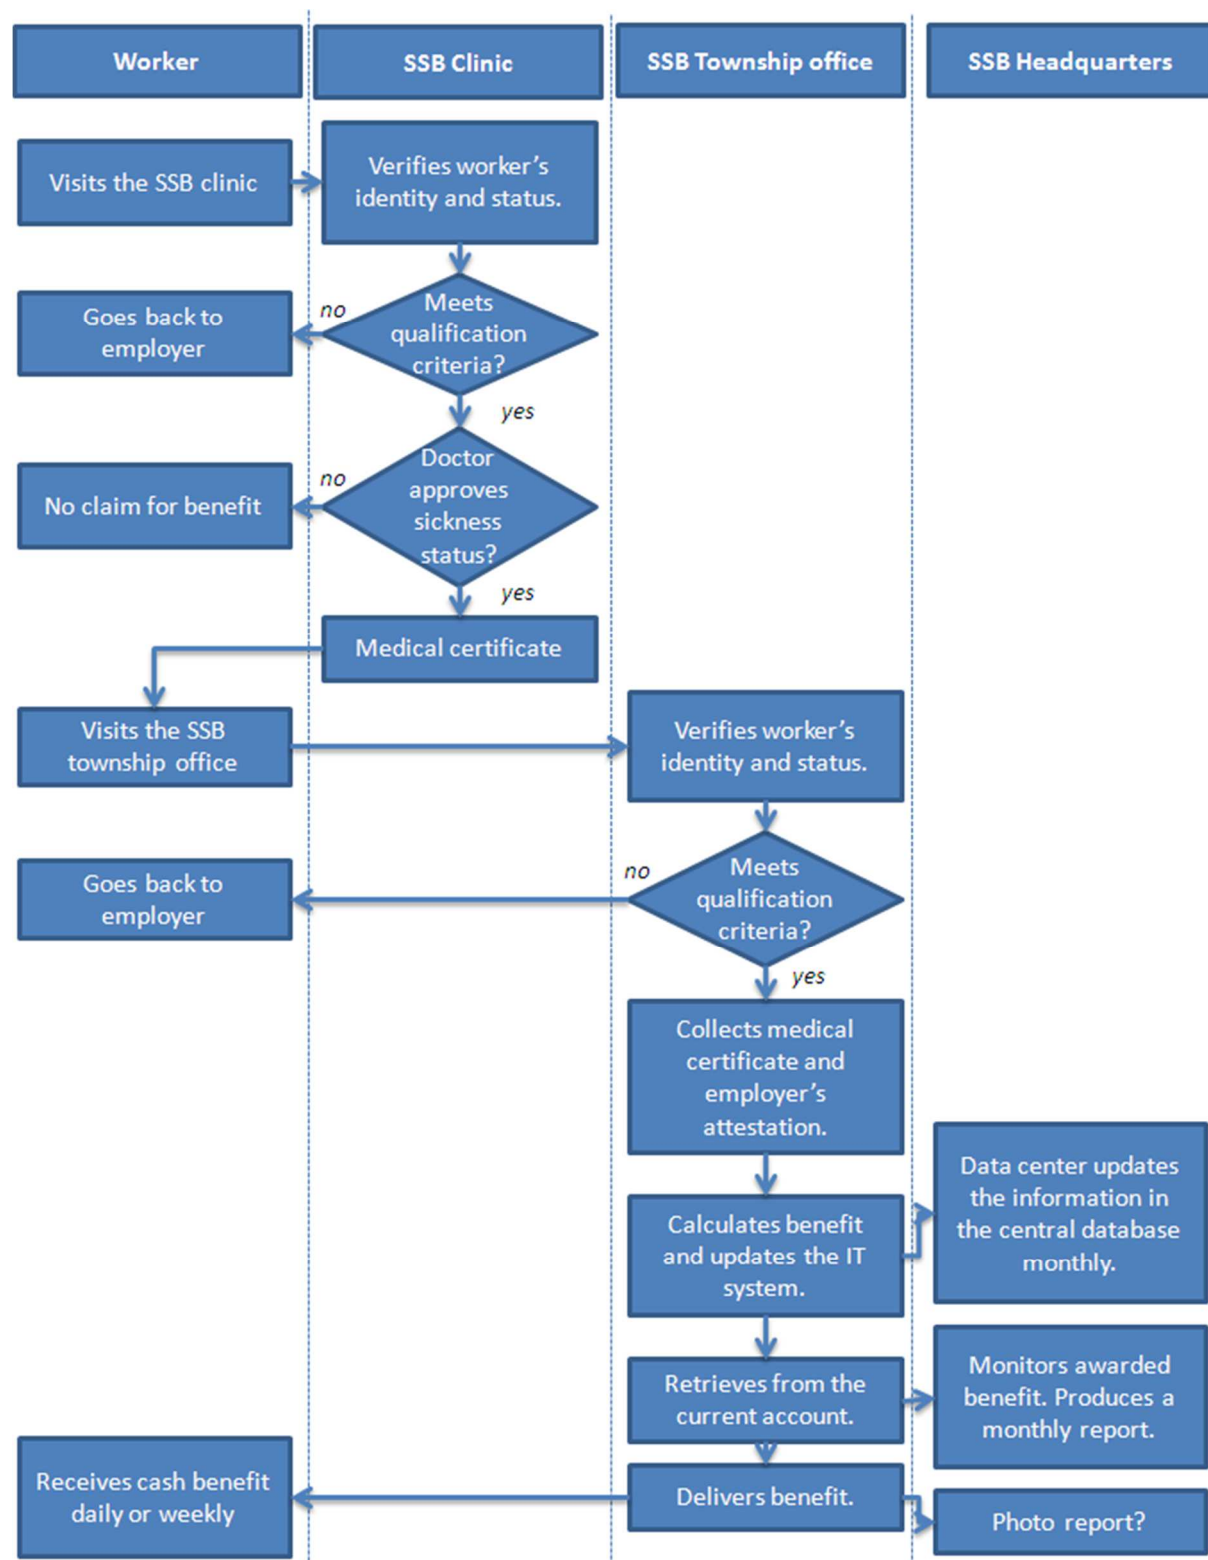 Worker
SSB Clinic
SSB Township office
SSB Headquarters
Visits the SSB clinic
Verifies worker's
identity and status.
Goes back to
employer
no
Meets
qualification
criteria?
yes
No claim for benefit
no
Doctor
approves
sickness
status?
yes
Medical certificate
Visits the SSB
township office
Verifies worker's
identity and status.
Goes back to
employer
no
Meets
qualification
criteria?
yes
Collects medical
certificate and
employer's
attestation.
Calculates benefit
and updates the IT
system.
Data center updates
the information in
the central database
monthly.
Retrieves from the
current account.
Monitors awarded
benefit. Produces a
monthly report.
Receives cash benefit
daily or weekly
Delivers benefit.
Photo report?